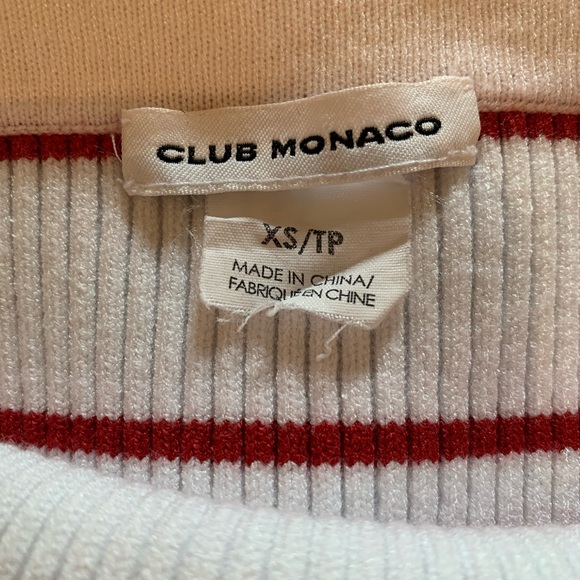 CLUB MONACO
XS/TP
MADE IN CHINA/
FABRIQUÉ EN CHINE